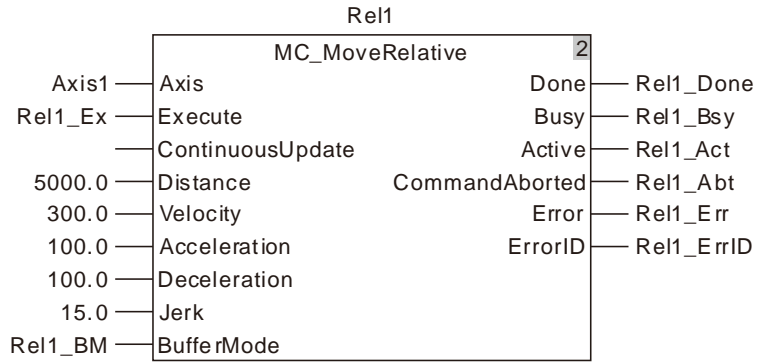 Rel1
MC_MoveRelative 2
Axis1 Axis Done Rel1_Done
Rel1_Ex Execute Busy Rel1_Bsy
ContinuousUpdate Active Rel1_Act
5000.0 Distance CommandAborted Rel1_Abt
300.0 Velocity Error Rel1_Err
100.0 Acceleration ErrorID Rel1_ErrID
100.0 Deceleration
15.0 Jerk
Rel1_BM BufferMode